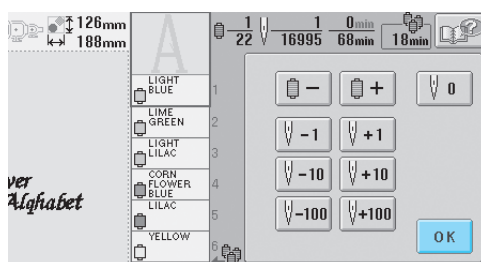 126mm
188mm
A
1
22
1
16995
0min
68min
18min
LIGHT
BLUE
1
LIME
GREEN
2
LIGHT
LILAC
3
CORN
FLOWER
BLUE
4
LILAC
5
YELLOW
6
−
+
0
−1
+1
−10
+10
−100
+100
OK
ver
Alphabet